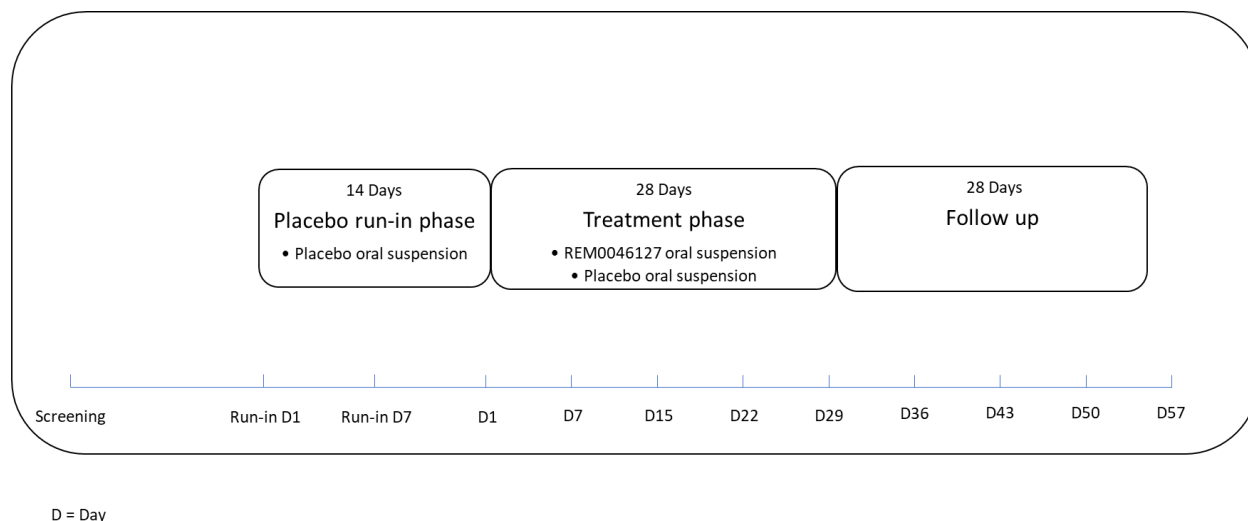 14 Days
Placebo run-in phase
• Placebo oral suspension
28 Days
Treatment phase
• REM0046127 oral suspension
• Placebo oral suspension
28 Days
Follow up
Screening
Run-in D1
Run-in D7
D1
D7
D15
D22
D29
D36
D43
D50
D57
D = Day